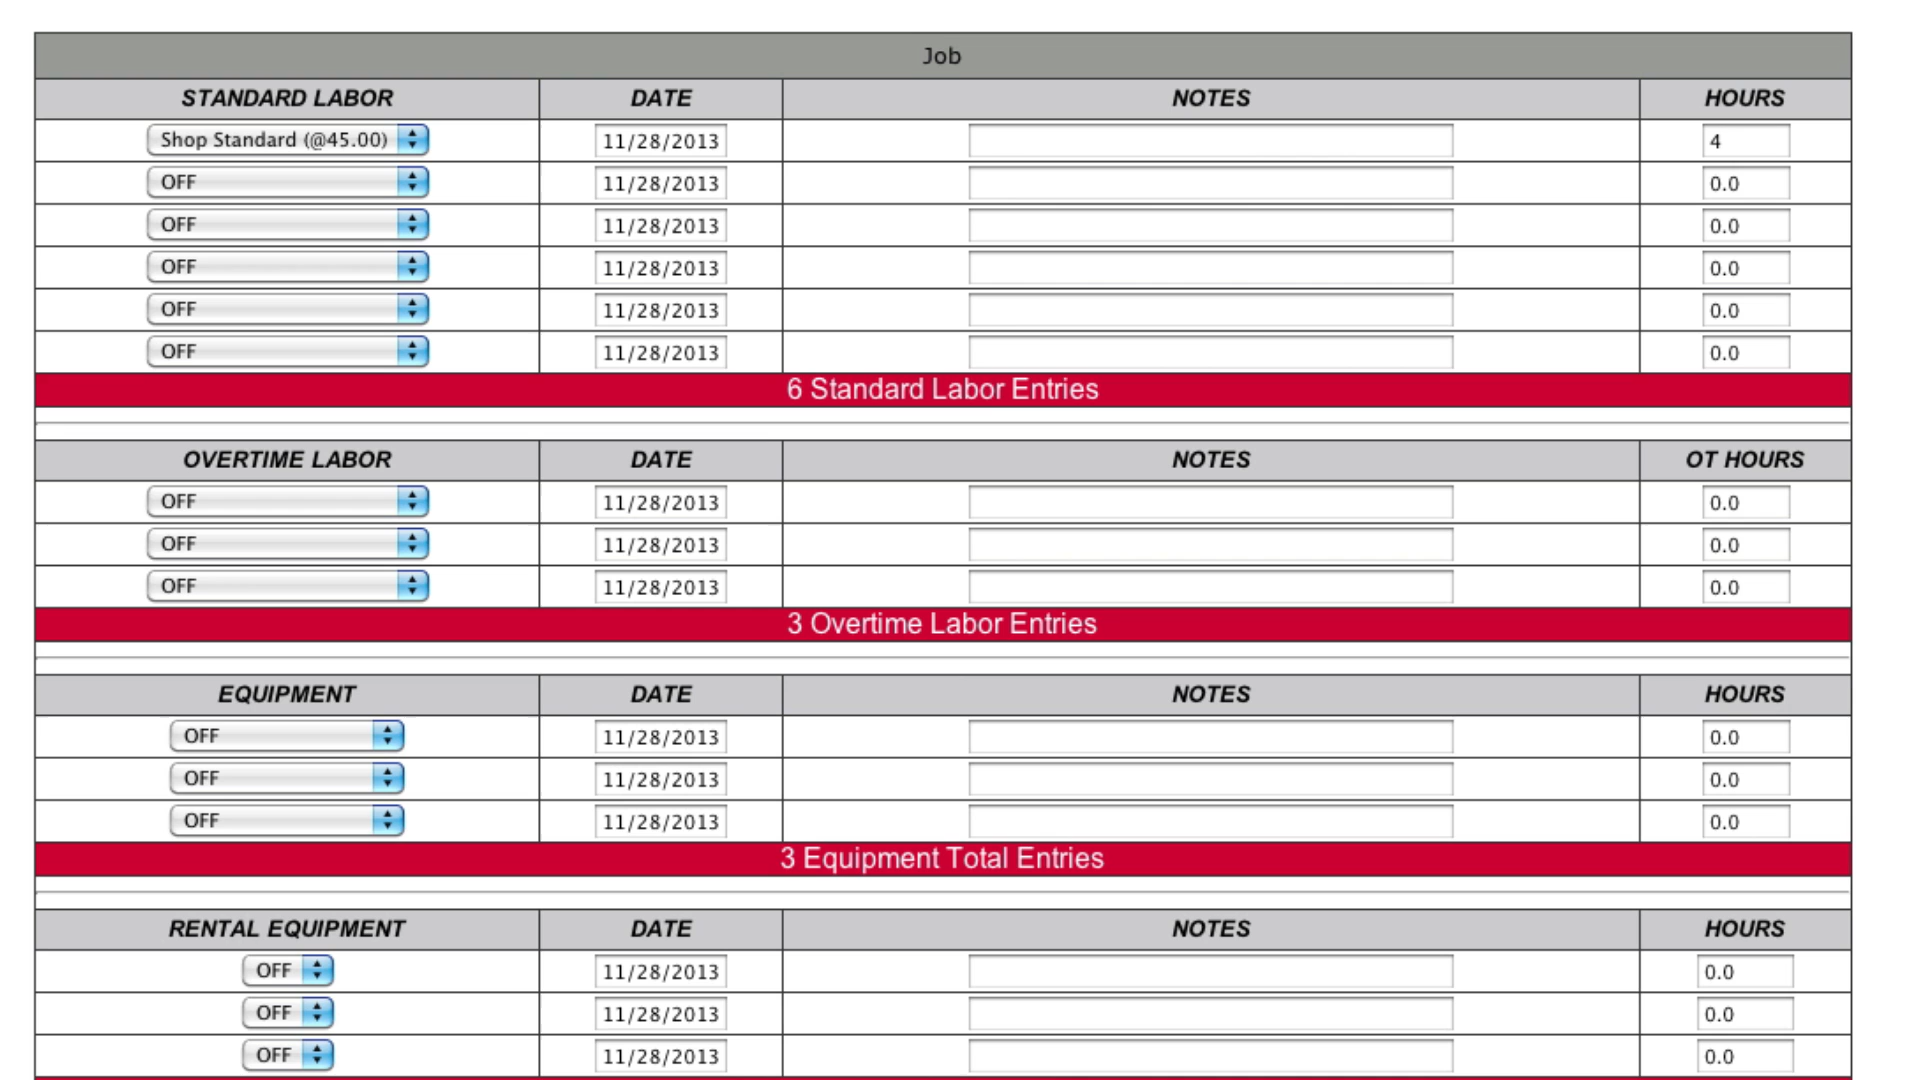 Job
STANDARD LABOR DATE NOTES HOURS
Shop Standard (@45.00) 11/28/2013 4
OFF 11/28/2013 0.0
OFF 11/28/2013 0.0
OFF 11/28/2013 0.0
OFF 11/28/2013 0.0
OFF 11/28/2013 0.0
6 Standard Labor Entries
OVERTIME LABOR DATE NOTES OT HOURS
OFF 11/28/2013 0.0
OFF 11/28/2013 0.0
OFF 11/28/2013 0.0
3 Overtime Labor Entries
EQUIPMENT DATE NOTES HOURS
OFF 11/28/2013 0.0
OFF 11/28/2013 0.0
OFF 11/28/2013 0.0
3 Equipment Total Entries
RENTAL EQUIPMENT DATE NOTES HOURS
OFF 11/28/2013 0.0
OFF 11/28/2013 0.0
OFF 11/28/2013 0.0